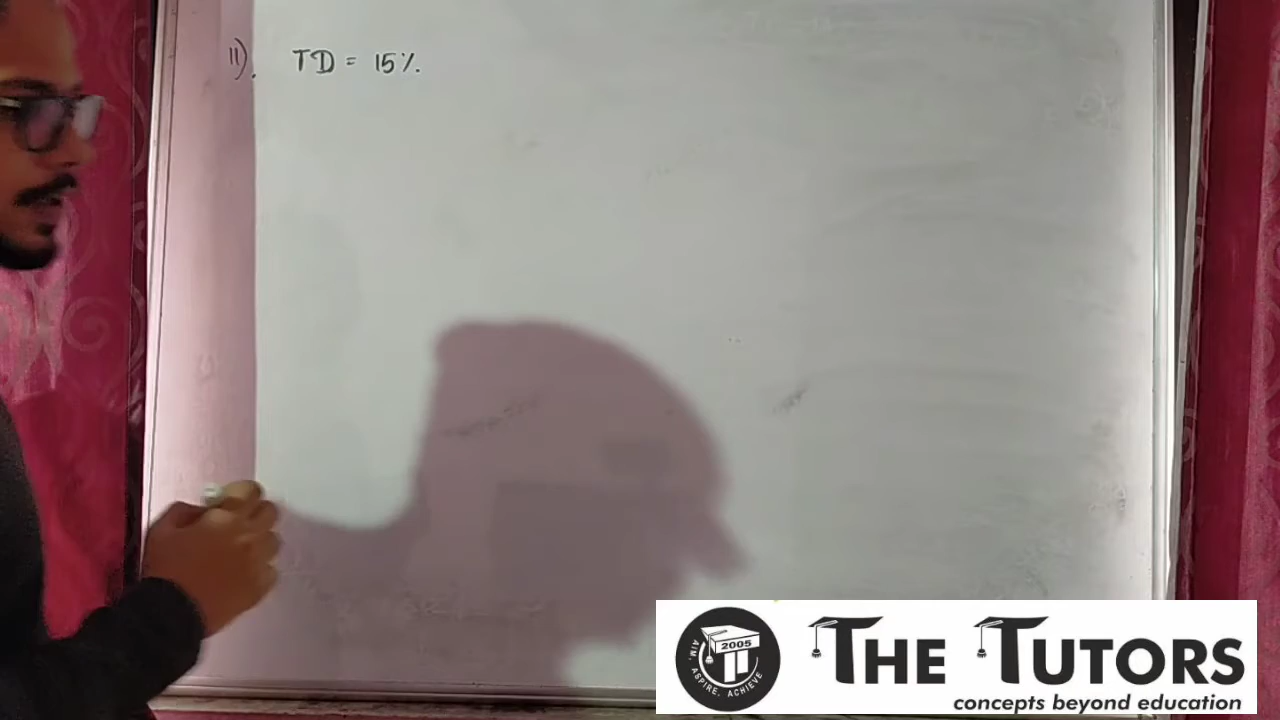 11). TD = 15%.
2005
AIM, ASPIRE, ACHIEVE
THE TUTORS
concepts beyond education